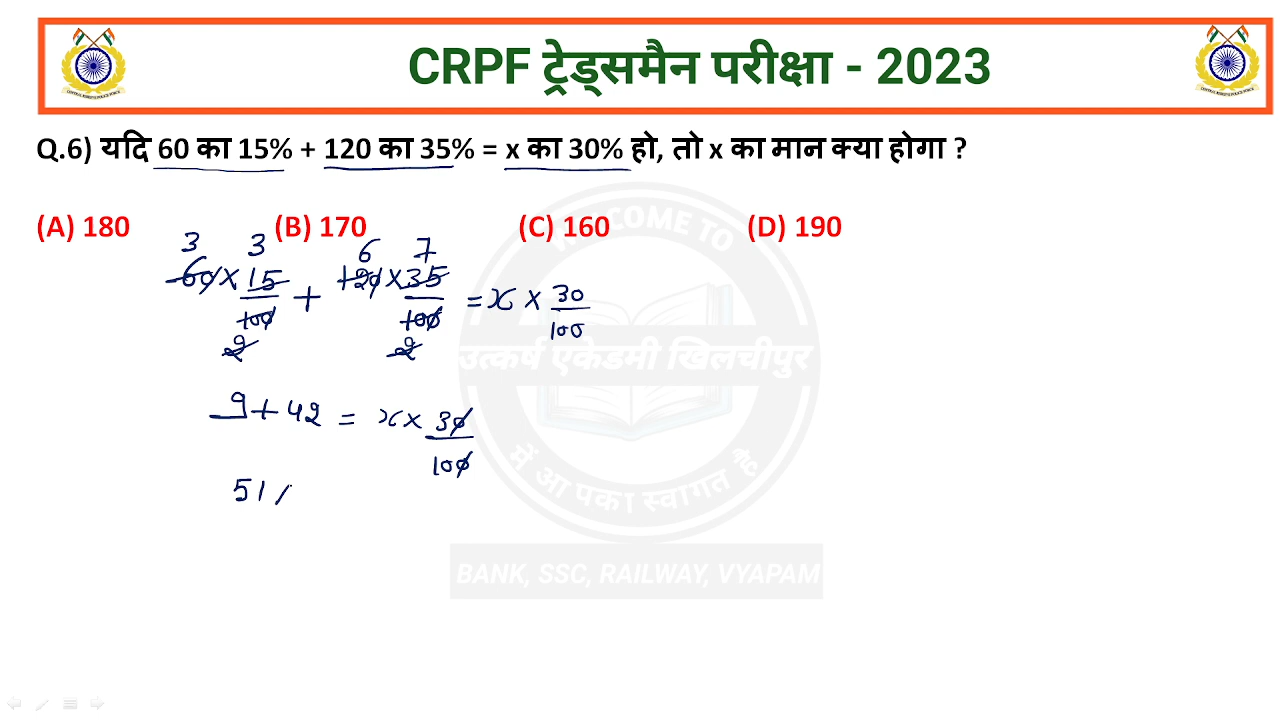 CRPF ट्रेड्समैन परीक्षा - 2023
Q.6) यदि 60 का 15% + 120 का 35% = x का 30% हो, तो x का मान क्या होगा ?
(A) 180 (B) 170 (C) 160 (D) 190
3 3 6 7
60 × 15/100 + 120 × 35/100 = x × 30/100
2 2
9 + 42 = x × 30/100
51 /
WELCOME TO
उत्कर्ष एकेडमी खिलचीपुर
में आपका स्वागत है
BANK, SSC, RAILWAY, VYAPAM